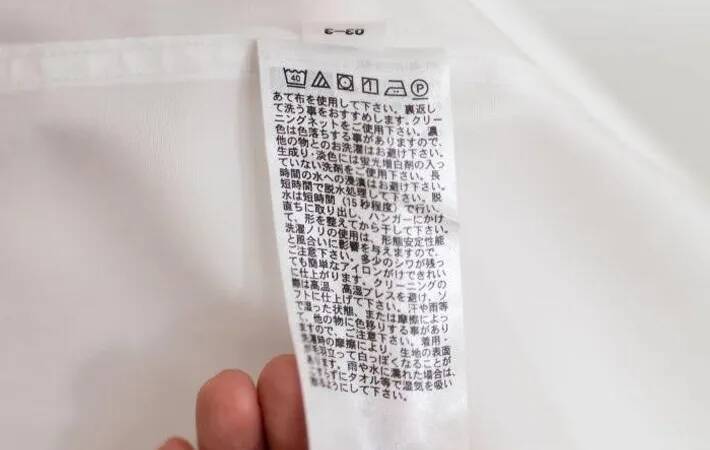 03-3
40
1
P
あて布を使用して下さい。裏返し
て洗う事をおすすめします。クリー
ニングネットをご使用下さい。濃
色は色落ちする事がありますので、
他の物との洗濯はお避け下さい。
生成り・淡色には蛍光増白剤の入っ
ていない洗剤をご使用下さい。長
時間の水への浸漬はお避け下さい。
短時間で脱水処理して下さい。脱
水は短時間(15秒程度)で行い、
直ちに取り出し、ハンガーにかけ
て、形を整えてから干して下さい。
洗濯ノリの使用は、形態安定性能
と風合いに影響を与えますので、
ご注意下さい。多少のシワが残っ
ても簡単なアイロンがけできれい
に仕上がります。クリーニングの
際は高温、高温プレスを避け、ソ
フトに仕上げて下さい。汗や雨等
で湿った状態、または摩擦によっ
て、他の物に色移りする事があり
ますので、ご注意下さい。着用・
時の摩擦により、生地の表面
羽立って白っぽくなることが
ます。雨や水に濡れた場合は、
ずにタオル等で湿気を吸い
て下さい。